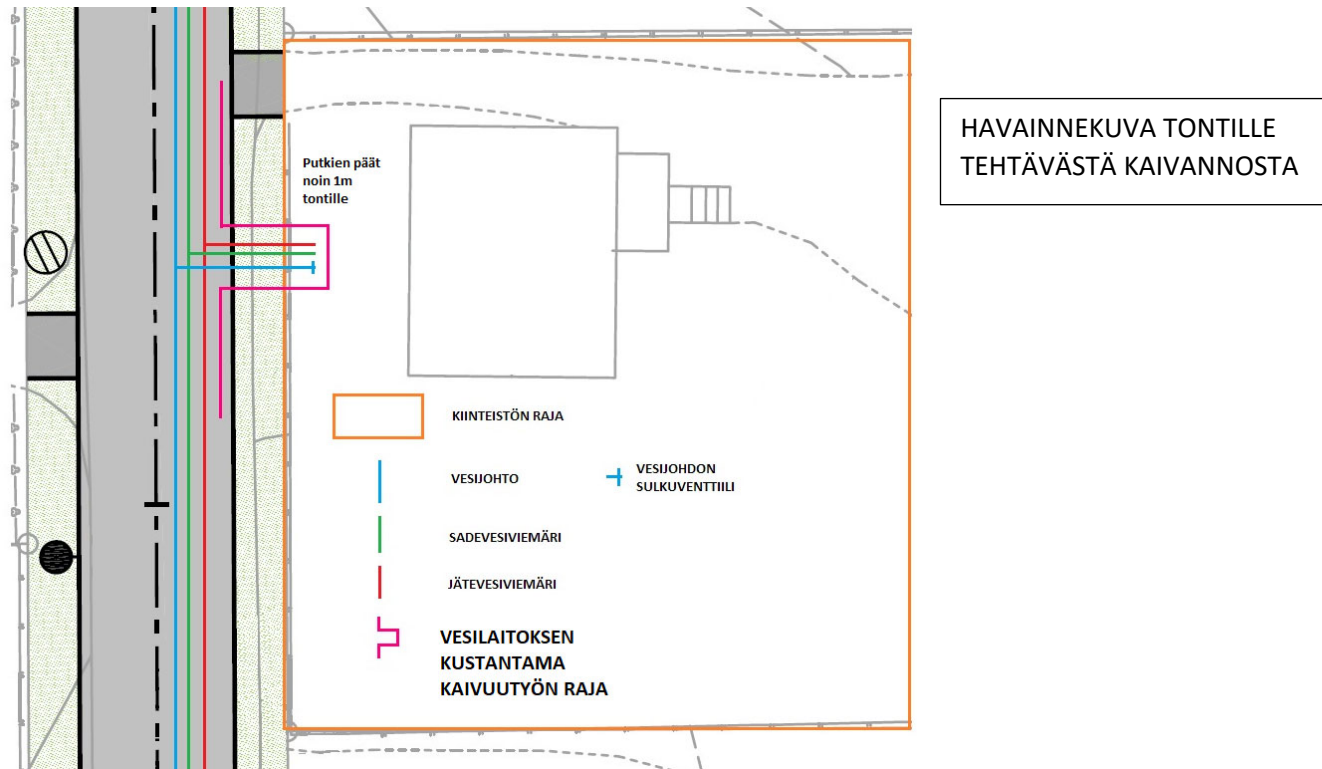 HAVAINNEKUVA TONTILLE
TEHTÄVÄSTÄ KAIVANNOSTA
Putkien päät
noin 1m
tontille
KIINTEISTÖN RAJA
VESIJOHTO
VESIJOHDON
SULKUVENTTIILI
SADEVESIVIEMÄRI
JÄTEVESIVIEMÄRI
VESILAITOKSEN
KUSTANTAMA
KAIVUUTYÖN RAJA